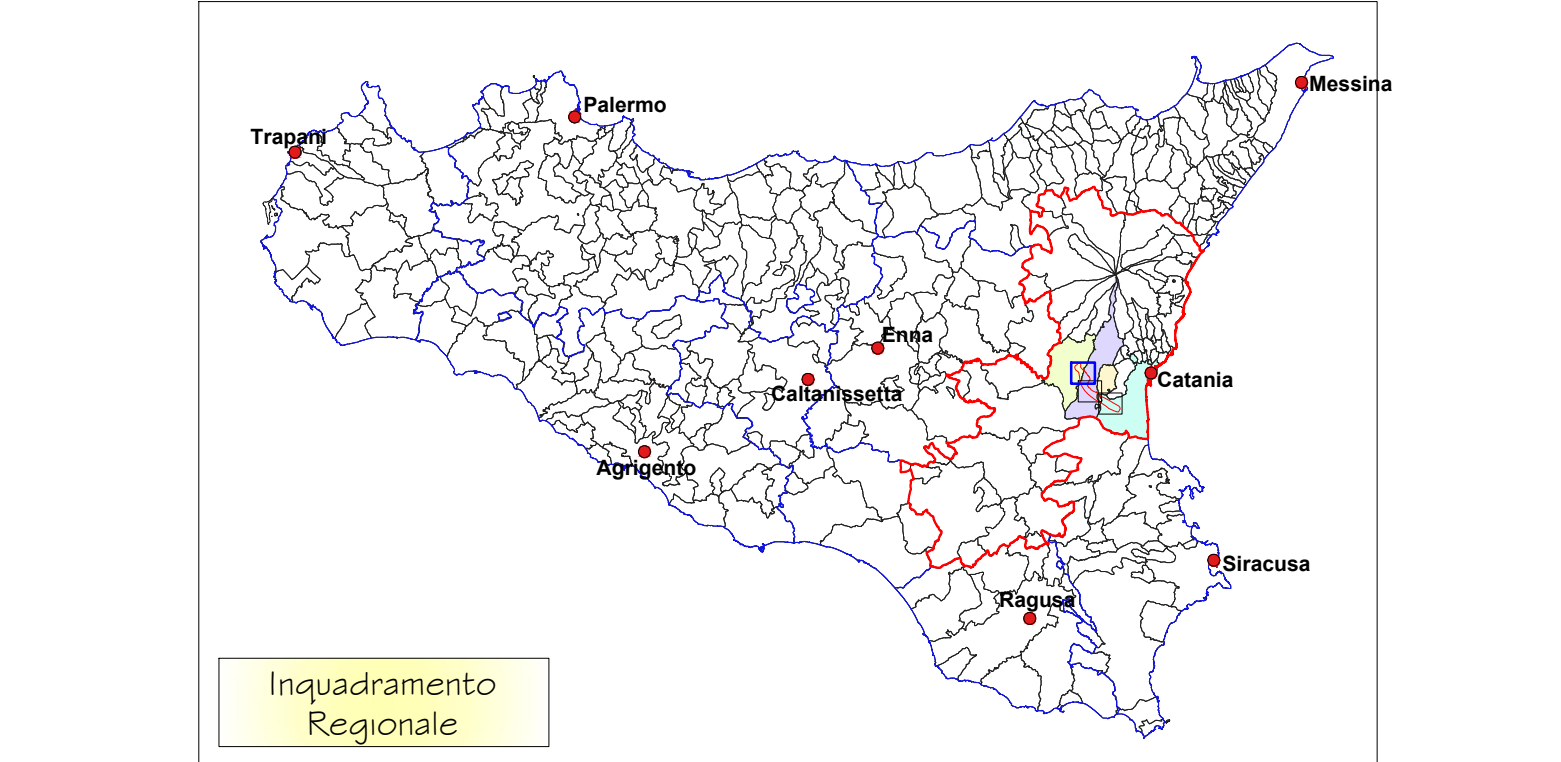 Messina
Palermo
Trapani
Enna
Catania
Caltanissetta
Agrigento
Siracusa
Ragusa
Inquadramento
Regionale